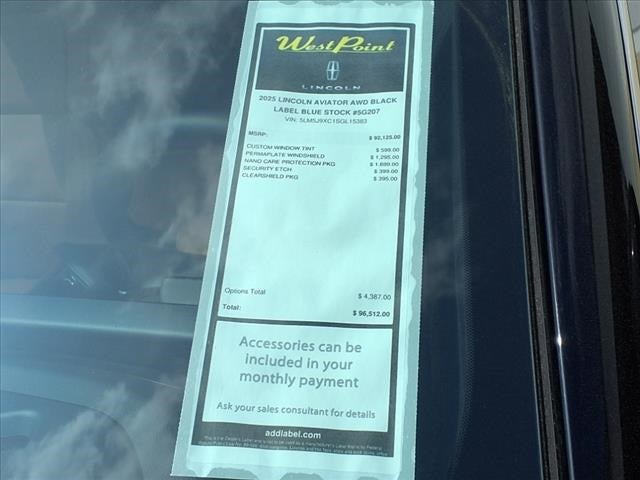 WestPoint
LINCOLN
2025 LINCOLN AVIATOR AWD BLACK
LABEL BLUE STOCK #5G207
VIN: 5LM5J9XC1SGL15383
MSRP: $ 92,125.00
CUSTOM WINDOW TINT $ 599.00
PERMAPLATE WINDSHIELD $ 1,295.00
NANO CARE PROTECTION PKG $ 1,699.00
SECURITY ETCH $ 399.00
CLEARSHIELD PKG $ 395.00
Options Total $ 4,387.00
Total: $ 96,512.00
Accessories can be
included in your
monthly payment
Ask your sales consultant for details
addlabel.com